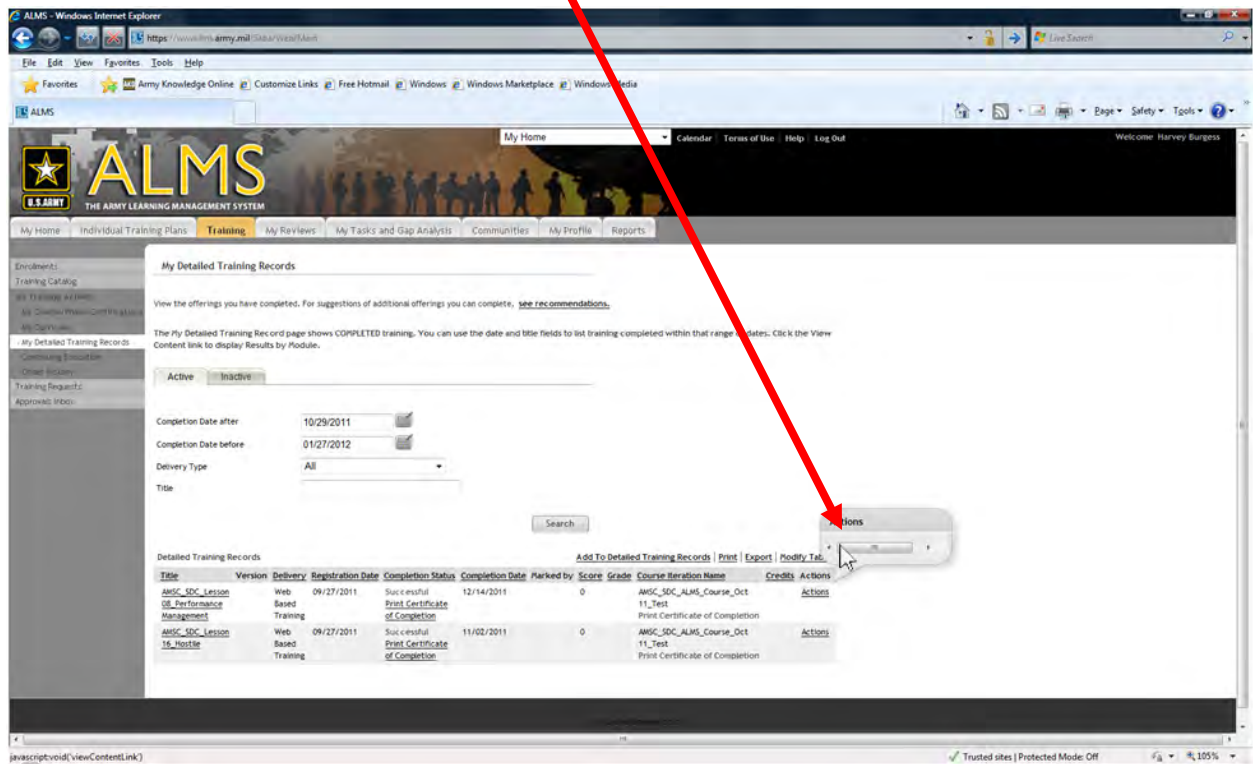 ALMS - Windows Internet Explorer
https://www.lms.army.mil/Saba/Web/Main
Live Search
File Edit View Favorites Tools Help
Favorites Army Knowledge Online Customize Links Free Hotmail Windows Windows Marketplace Windows Media
ALMS
Page Safety Tools
My Home Calendar Terms of Use Help Log Out Welcome Harvey Burgess
ALMS
U.S.ARMY THE ARMY LEARNING MANAGEMENT SYSTEM
My Home Individual Training Plans Training My Reviews My Tasks and Gap Analysis Communities My Profile Reports
Enrollments
Training Catalog
My Curricula
My Detailed Training Records
Continuing Education
Order History
Training Requests
Approvals Inbox
My Detailed Training Records
View the offerings you have completed. For suggestions of additional offerings you can complete, see recommendations.
The My Detailed Training Record page shows COMPLETED training. You can use the date and title fields to list training completed within that range of dates. Click the View
Content link to display Results by Module.
Active Inactive
Completion Date after 10/29/2011
Completion Date before 01/27/2012
Delivery Type All
Title
Search
Actions
Detailed Training Records Add To Detailed Training Records | Print | Export | Modify Tab
Title Version Delivery Registration Date Completion Status Completion Date Marked by Score Grade Course Iteration Name Credits Actions
AMSC_SDC_Lesson Web 09/27/2011 Successful 12/14/2011 0 AMSC_SDC_ALMS_Course_Oct Actions
08_Performance Based Print Certificate 11_Test
Management Training of Completion Print Certificate of Completion
AMSC_SDC_Lesson Web 09/27/2011 Successful 11/02/2011 0 AMSC_SDC_ALMS_Course_Oct Actions
16_Hostile Based Print Certificate 11_Test
Training of Completion Print Certificate of Completion
javascript:void('viewContentLink') Trusted sites | Protected Mode: Off 105%